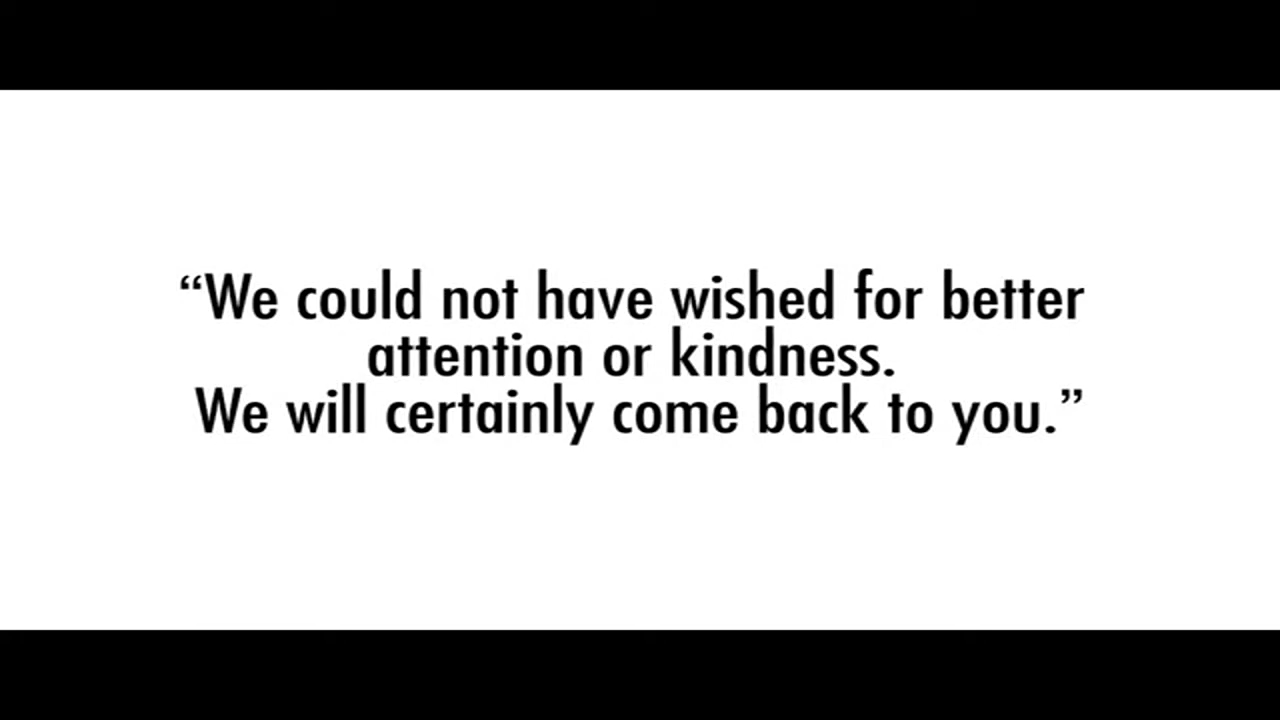 “We could not have wished for better
attention or kindness.
We will certainly come back to you.”